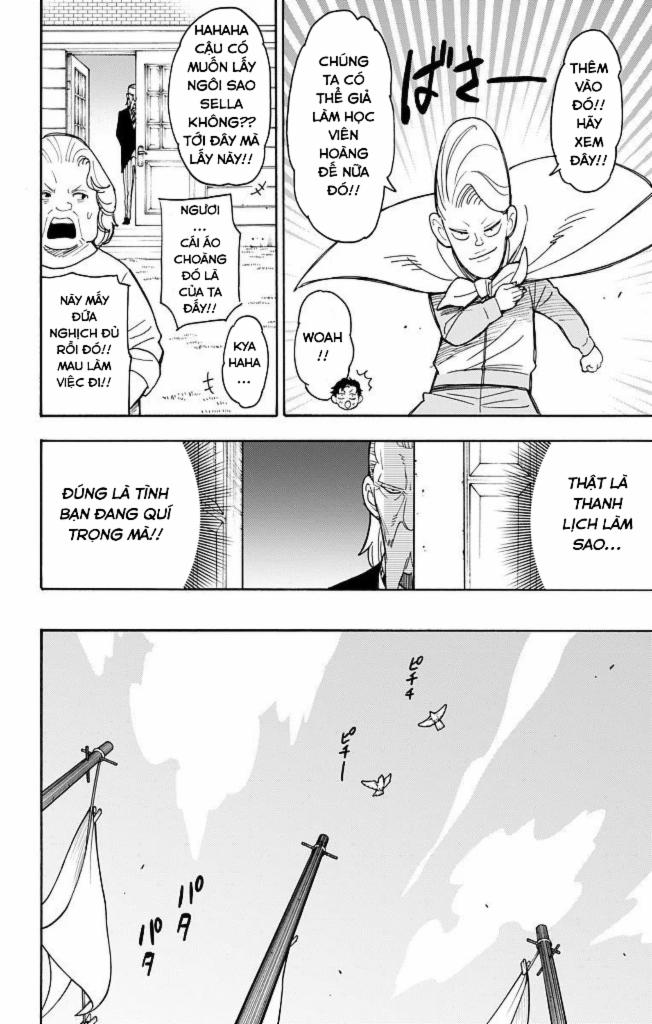 THÊM
VÀO
ĐÓ!!
HÃY
XEM
ĐÂY!!
ばさーー
CHÚNG
TA CÓ
THỂ GIẢ
LÀM HỌC
VIÊN
HOÀNG
ĐẾ NỮA
ĐÓ!!
WOAH
!!
HAHAHA
CẬU CÓ
MUỐN LẤY
NGÔI SAO
SELLA
KHÔNG??
TỚI ĐÂY MÀ
LẤY NÀY!!
NGƯƠI
...
CÁI ÁO
CHOÀNG
ĐÓ LÀ
CỦA TA
ĐẤY!!
KYA
HAHA
...
NÀY MẤY
ĐỨA
NGHỊCH ĐỦ
RỒI ĐÓ!!
MAU LÀM
VIỆC ĐI!!
THẬT LÀ
THANH
LỊCH LÀM
SAO...
ĐÚNG LÀ TÌNH
BẠN ĐANG QUÍ
TRỌNG MÀ!!
ピチチ
ピチー
パタ
パタ